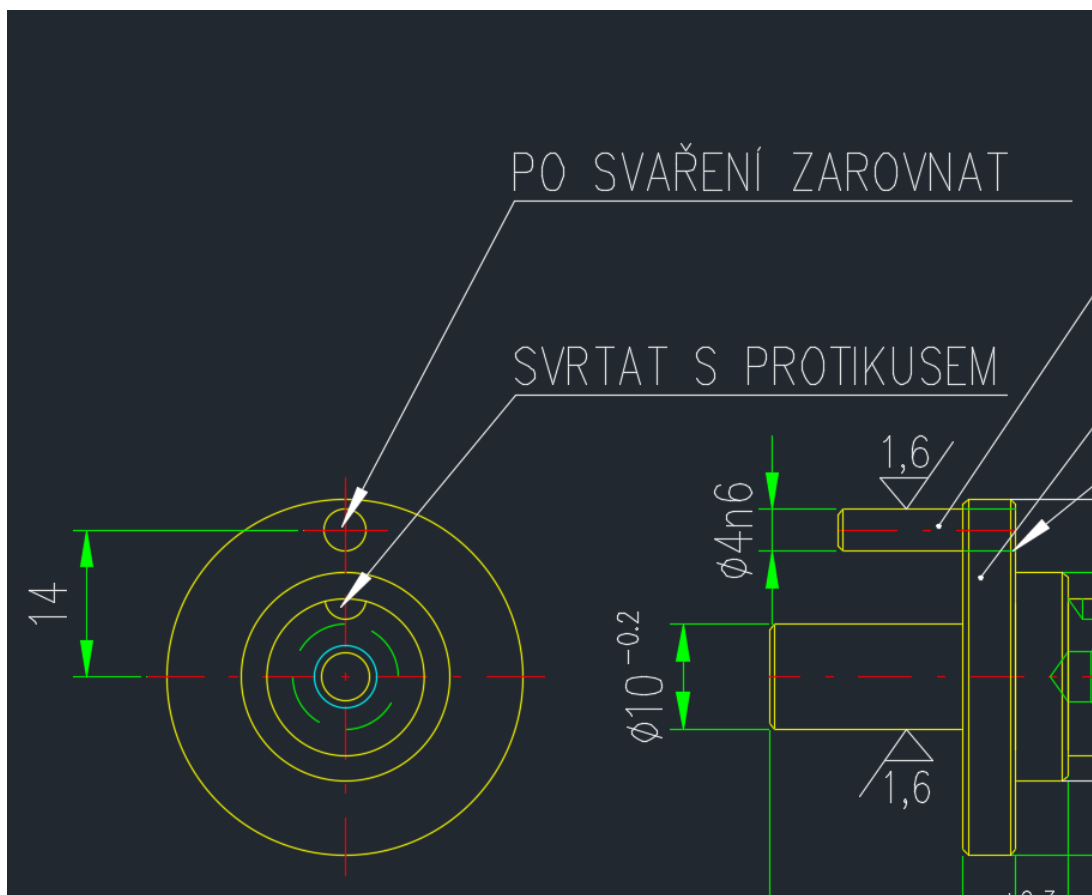 PO SVAŘENÍ ZAROVNAT
SVRTAT S PROTIKUSEM
1,6
ϕ4n6
14
ϕ10 -0.2
1,6